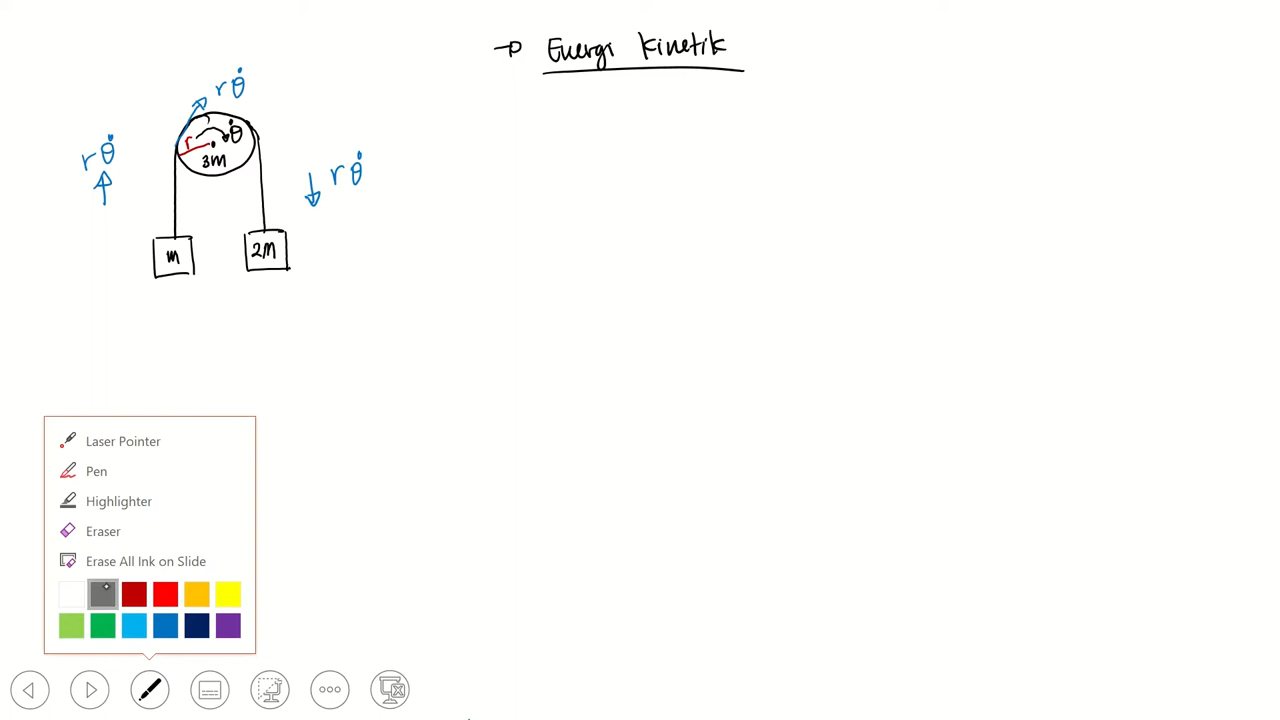 → Energi Kinetik
rθ̇
rθ̇
r θ̇
3m
rθ̇
m
2m
Laser Pointer
Pen
Highlighter
Eraser
Erase All Ink on Slide